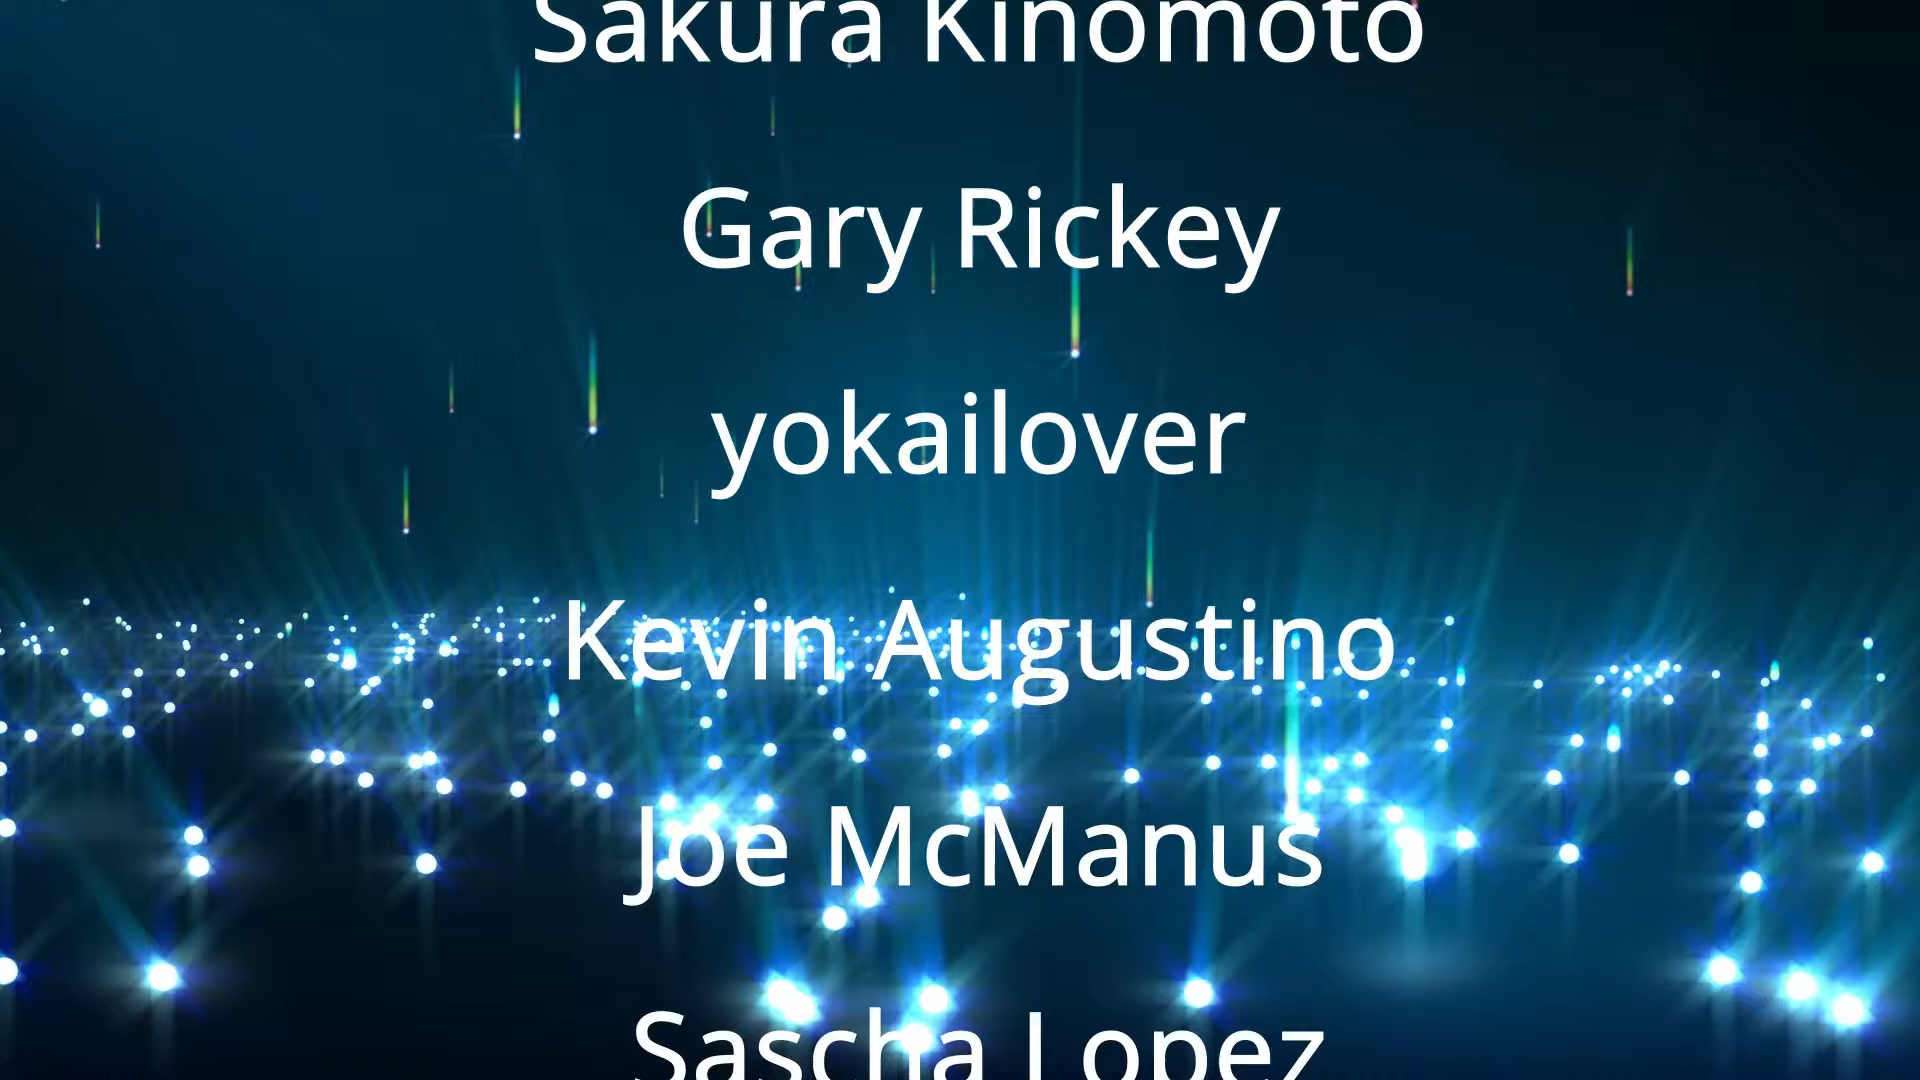 Sakura Kinomoto
Gary Rickey
yokailover
Kevin Augustino
Joe McManus
Sascha Lopez